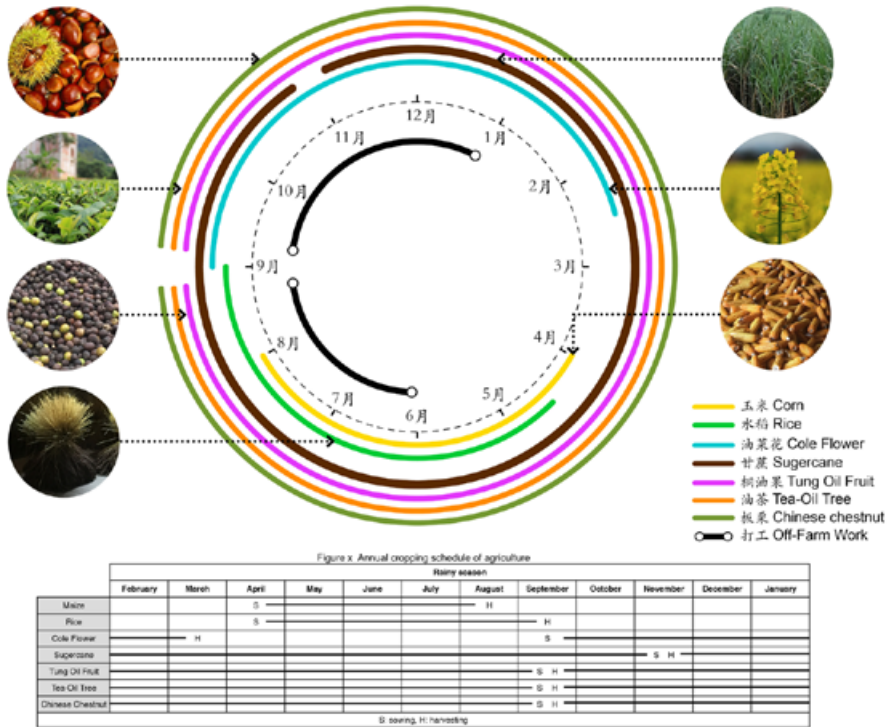 12月
11月
1月
10月
2月
9月
3月
8月
4月
7月
5月
6月
玉米 Corn
水稻 Rice
油菜花 Cole Flower
甘蔗 Sugercane
桐油果 Tung Oil Fruit
油茶 Tea-Oil Tree
板栗 Chinese chestnut
打工 Off-Farm Work
Figure x Annual cropping schedule of agriculture
Rainy season
February March April May June July August September October November December January
Maize S H
Rice S H
Cole Flower H S
Sugercane S H
Tung Oil Fruit S H
Tea Oil Tree S H
Chinese Chestnut S H
S: sowing, H: harvesting